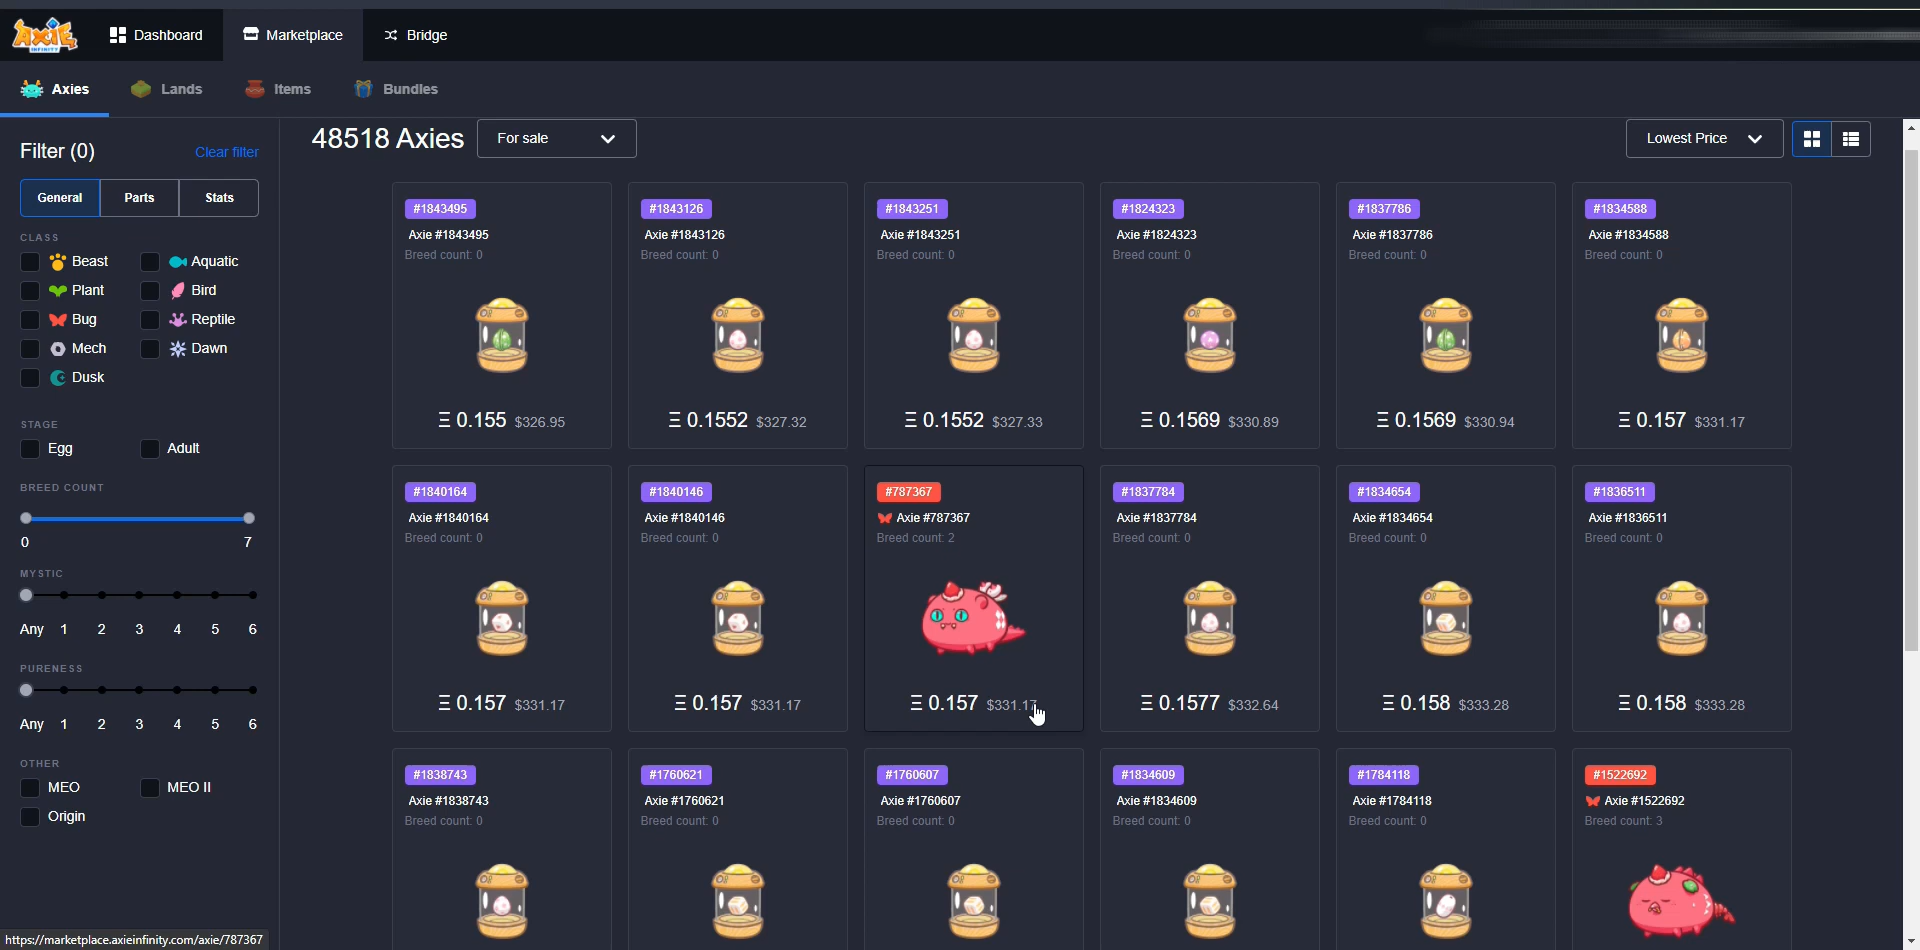 AXIE
INFINITY
Dashboard
Marketplace
Bridge
Axies
Lands
Items
Bundles
Filter (0)
Clear filter
General
Parts
Stats
CLASS
Beast
Aquatic
Plant
Bird
Bug
Reptile
Mech
Dawn
Dusk
STAGE
Egg
Adult
BREED COUNT
0
7
MYSTIC
Any 1 2 3 4 5 6
PURENESS
Any 1 2 3 4 5 6
OTHER
MEO
MEO II
Origin
48518 Axies
For sale
Lowest Price
#1843495
Axie #1843495
Breed count: 0
Ξ 0.155 $326.95
#1843126
Axie #1843126
Breed count: 0
Ξ 0.1552 $327.32
#1843251
Axie #1843251
Breed count: 0
Ξ 0.1552 $327.33
#1824323
Axie #1824323
Breed count: 0
Ξ 0.1569 $330.89
#1837786
Axie #1837786
Breed count: 0
Ξ 0.1569 $330.94
#1834588
Axie #1834588
Breed count: 0
Ξ 0.157 $331.17
#1840164
Axie #1840164
Breed count: 0
Ξ 0.157 $331.17
#1840146
Axie #1840146
Breed count: 0
Ξ 0.157 $331.17
#787367
Axie #787367
Breed count: 2
Ξ 0.157 $331.17
#1837784
Axie #1837784
Breed count: 0
Ξ 0.1577 $332.64
#1834654
Axie #1834654
Breed count: 0
Ξ 0.158 $333.28
#1836511
Axie #1836511
Breed count: 0
Ξ 0.158 $333.28
#1838743
Axie #1838743
Breed count: 0
#1760621
Axie #1760621
Breed count: 0
#1760607
Axie #1760607
Breed count: 0
#1834609
Axie #1834609
Breed count: 0
#1784118
Axie #1784118
Breed count: 0
#1522692
Axie #1522692
Breed count: 3
https://marketplace.axieinfinity.com/axie/787367